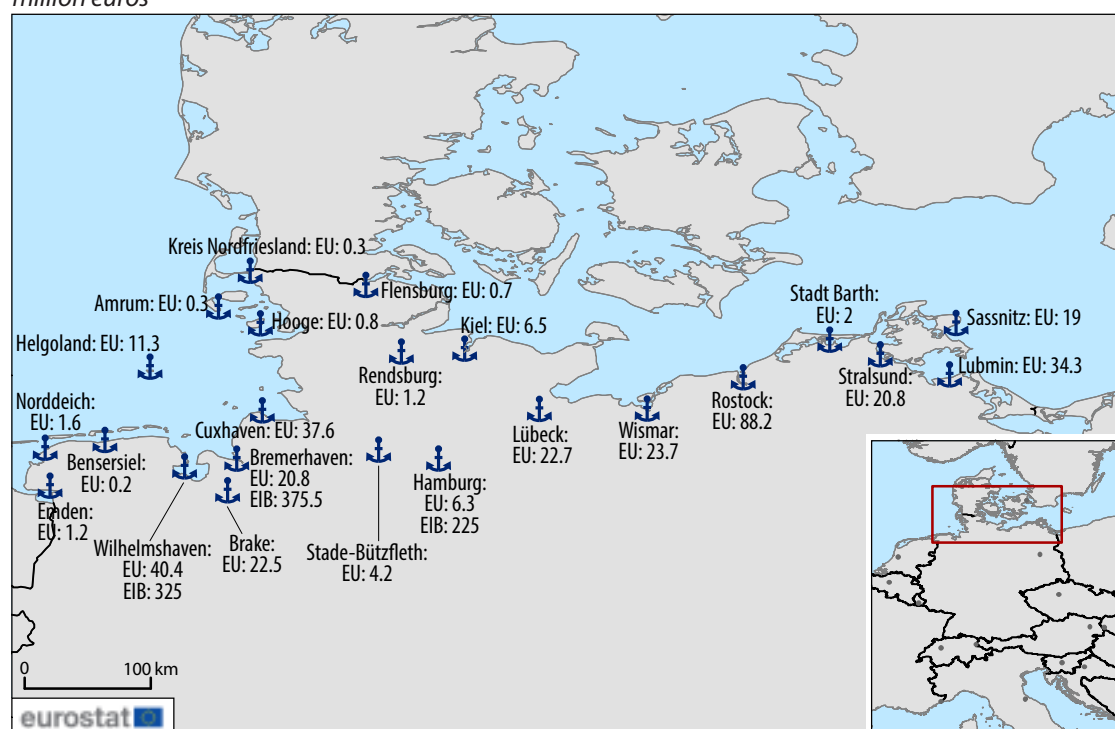 million euros
Kreis Nordfriesland: EU: 0.3
Flensburg: EU: 0.7
Amrum: EU: 0.3
Hooge: EU: 0.8
Stadt Barth:
EU: 2
Sassnitz: EU: 19
Kiel: EU: 6.5
Helgoland: EU: 11.3
Rendsburg:
EU: 1.2
Stralsund:
EU: 20.8
Lubmin: EU: 34.3
Norddeich:
EU: 1.6
Rostock:
EU: 88.2
Cuxhaven: EU: 37.6
Lübeck:
EU: 22.7
Wismar:
EU: 23.7
Bensersiel:
EU: 0.2
Bremerhaven:
EU: 20.8
EIB: 375.5
Hamburg:
EU: 6.3
EIB: 225
Emden:
EU: 1.2
Wilhelmshaven:
EU: 40.4
EIB: 325
Brake:
EU: 22.5
Stade-Bützfleth:
EU: 4.2
0 100 km
eurostat